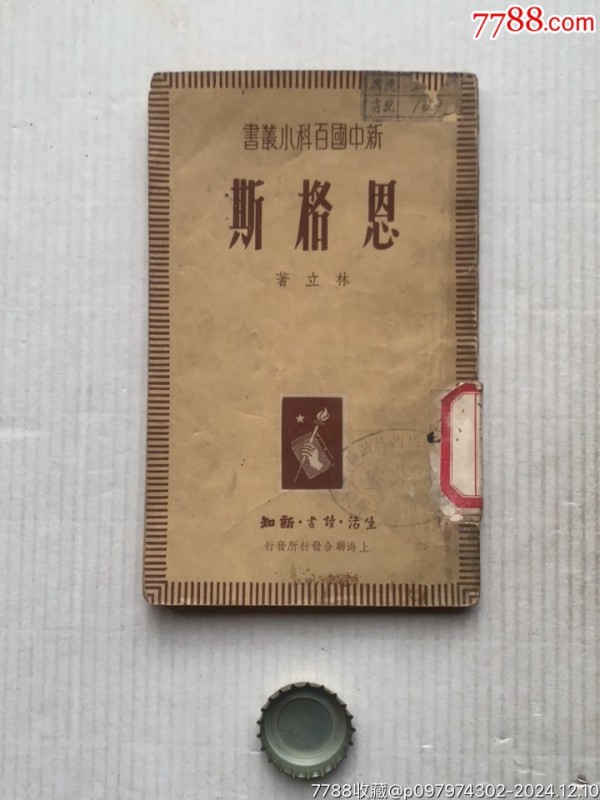 7788.com
新中國百科小叢書
恩格斯
林立著
生活·讀書·新知
上海聯合發行所發行
7788收藏@p097974302-2024.12.10